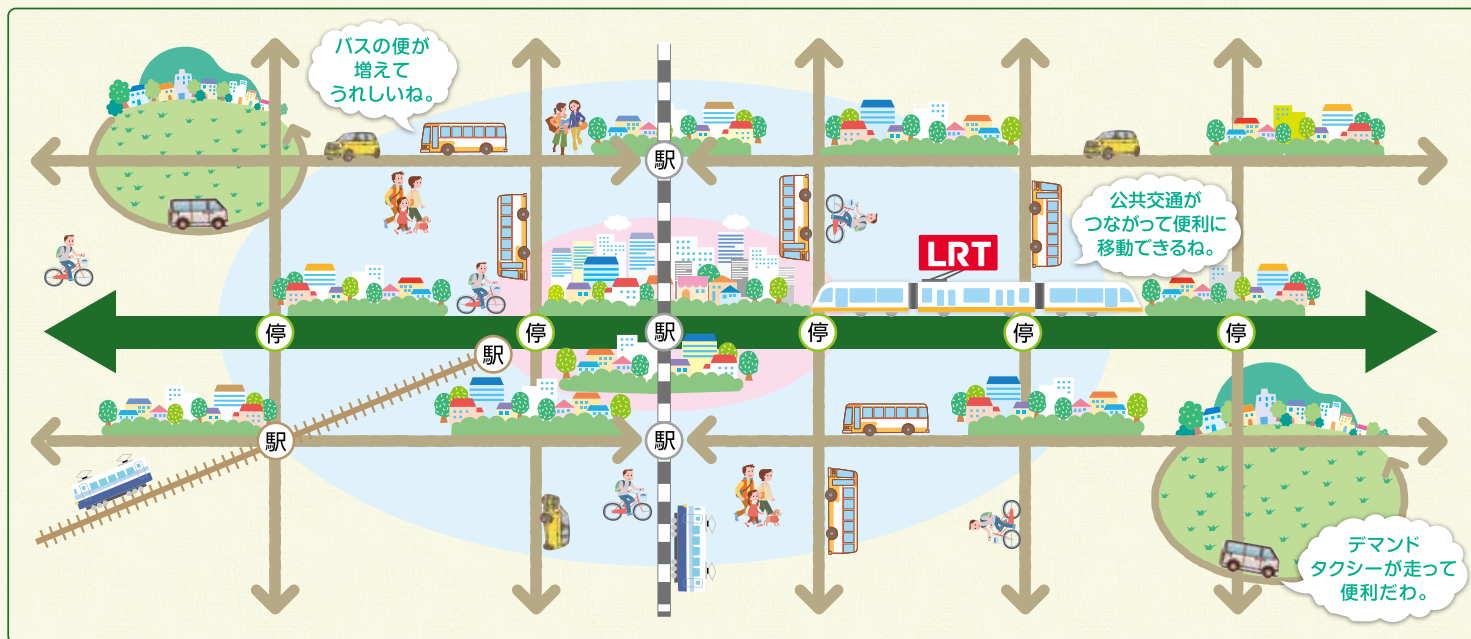 バスの便が
増えて
うれしいね。
駅
公共交通が
つながって便利に
移動できるね。
LRT
停
停
駅
停
停
停
駅
駅
駅
デマンド
タクシーが走って
便利だわ。